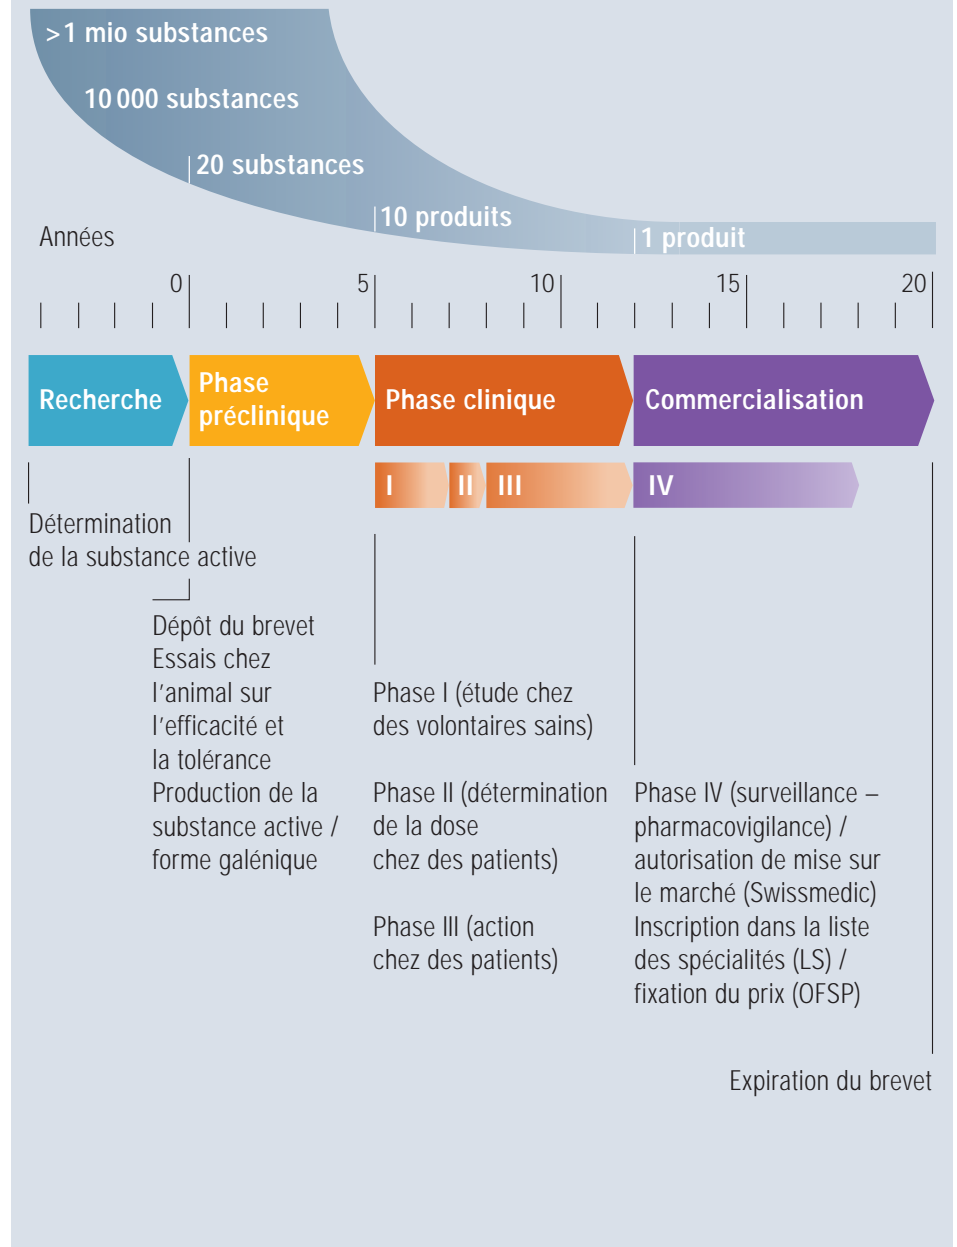 >1 mio substances
10 000 substances
20 substances
10 produits
1 produit
Années
0 5 10 15 20
Recherche
Phase
préclinique
Phase clinique
Commercialisation
I II III IV
Détermination
de la substance active
Dépôt du brevet
Essais chez
l’animal sur
l’efficacité et
la tolérance
Production de la
substance active /
forme galénique
Phase I (étude chez
des volontaires sains)
Phase II (détermination
de la dose
chez des patients)
Phase III (action
chez des patients)
Phase IV (surveillance –
pharmacovigilance) /
autorisation de mise sur
le marché (Swissmedic)
Inscription dans la liste
des spécialités (LS) /
fixation du prix (OFSP)
Expiration du brevet